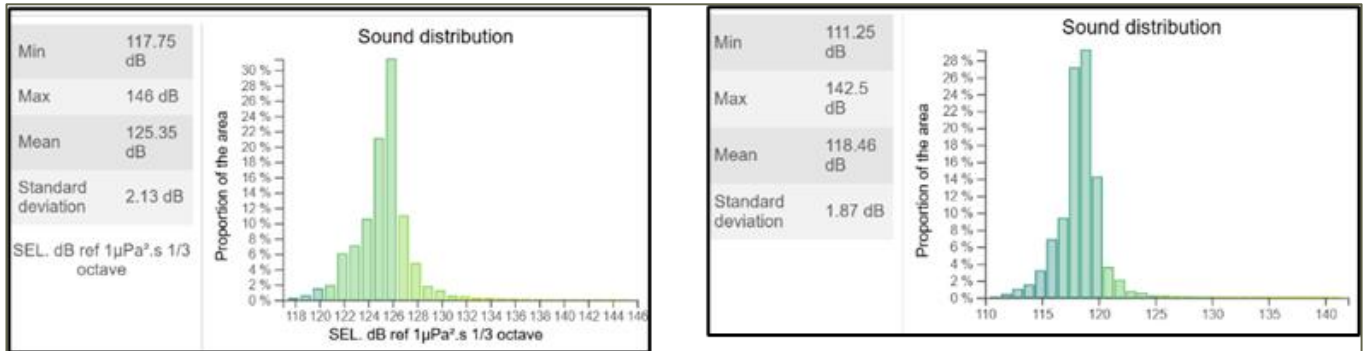 Min 117.75 dB
Max 146 dB
Mean 125.35 dB
Standard deviation 2.13 dB
SEL. dB ref 1µPa².s 1/3 octave
Sound distribution
Proportion of the area
30 %
28 %
26 %
24 %
22 %
20 %
18 %
16 %
14 %
12 %
10 %
8 %
6 %
4 %
2 %
0 %
118 120 122 124 126 128 130 132 134 136 138 140 142 144 146
SEL. dB ref 1µPa².s 1/3 octave
Min 111.25 dB
Max 142.5 dB
Mean 118.46 dB
Standard deviation 1.87 dB
Sound distribution
Proportion of the area
28 %
26 %
24 %
22 %
20 %
18 %
16 %
14 %
12 %
10 %
8 %
6 %
4 %
2 %
0 %
110 115 120 125 130 135 140